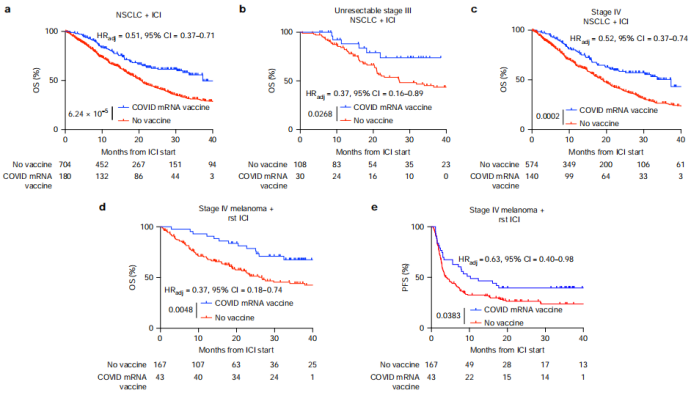 a
NSCLC + ICI
100
50
0
OS (%)
HRadj = 0.51, 95% CI = 0.37–0.71
6.24 × 10–5
COVID mRNA vaccine
No vaccine
0 10 20 30 40
Months from ICI start
No vaccine 704 452 267 151 94
COVID mRNA 180 132 86 44 3
vaccine
b
Unresectable stage III
NSCLC + ICI
100
50
0
OS (%)
HRadj = 0.37, 95% CI = 0.16–0.89
0.0268
COVID mRNA vaccine
No vaccine
0 10 20 30 40
Months from ICI start
No vaccine 108 83 54 35 23
COVID mRNA 30 24 16 10 0
vaccine
c
Stage IV
NSCLC + ICI
100
50
0
OS (%)
HRadj = 0.52, 95% CI = 0.37–0.74
0.0002
COVID mRNA vaccine
No vaccine
0 10 20 30 40
Months from ICI start
No vaccine 574 349 200 106 61
COVID mRNA 140 99 64 33 3
vaccine
d
Stage IV melanoma +
rst ICI
100
50
0
OS (%)
HRadj = 0.37, 95% CI = 0.18–0.74
0.0048
COVID mRNA vaccine
No vaccine
0 10 20 30 40
Months from ICI start
No vaccine 167 107 63 36 25
COVID mRNA 43 40 34 24 1
vaccine
e
Stage IV melanoma +
rst ICI
100
50
0
PFS (%)
HRadj = 0.63, 95% CI = 0.40–0.98
0.0383
COVID mRNA vaccine
No vaccine
0 10 20 30 40
Months from ICI start
No vaccine 167 49 28 17 13
COVID mRNA 43 22 15 14 1
vaccine